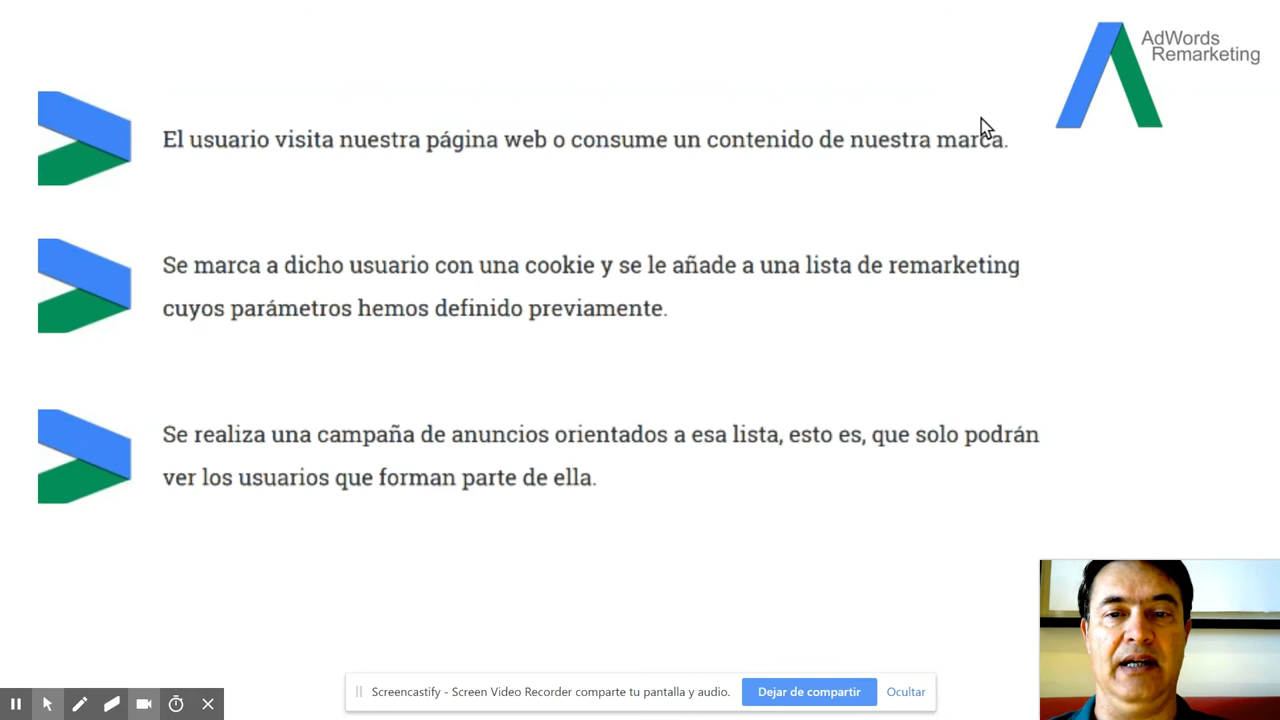 AdWords
Remarketing
El usuario visita nuestra página web o consume un contenido de nuestra marca.
Se marca a dicho usuario con una cookie y se le añade a una lista de remarketing
cuyos parámetros hemos definido previamente.
Se realiza una campaña de anuncios orientados a esa lista, esto es, que solo podrán
ver los usuarios que forman parte de ella.
Screencastify - Screen Video Recorder comparte tu pantalla y audio. Dejar de compartir Ocultar